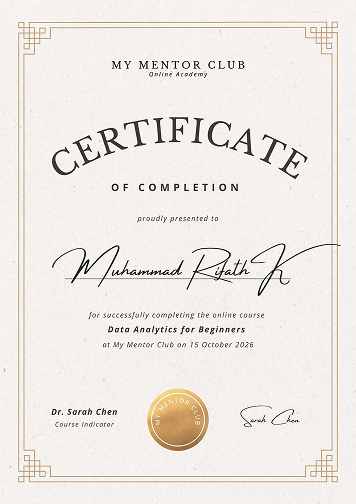 MY MENTOR CLUB
Online Academy
CERTIFICATE
OF COMPLETION
proudly presented to
Muhammad Rifath K
for successfully completing the online course
Data Analytics for Beginners
at My Mentor Club on 15 October 2026
Dr. Sarah Chen
Course Indicator
MY MENTOR CLUB
Sarah Chen